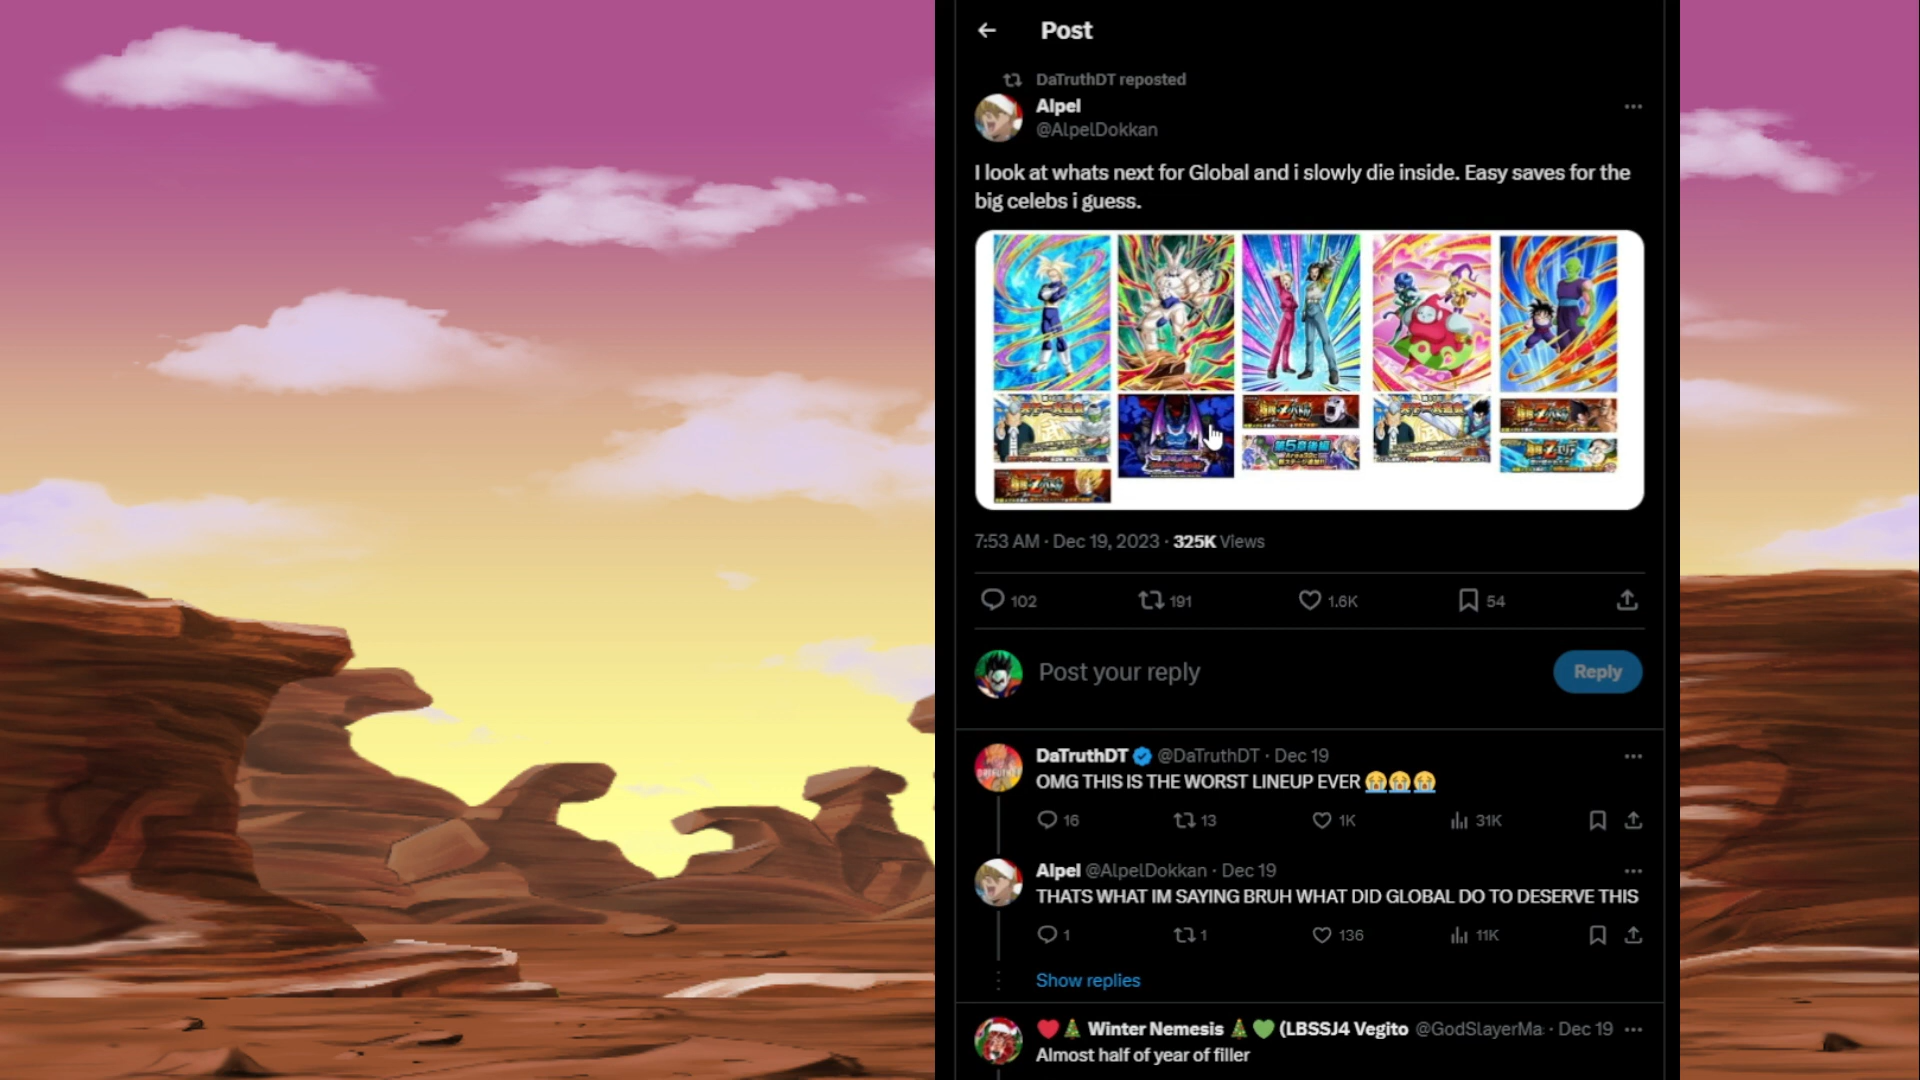 Post
DaTruthDT reposted
Alpel
@AlpelDokkan
I look at whats next for Global and i slowly die inside. Easy saves for the
big celebs i guess.
7:53 AM · Dec 19, 2023 · 325K Views
102
191
1.6K
54
Post your reply
Reply
DaTruthDT @DaTruthDT · Dec 19
OMG THIS IS THE WORST LINEUP EVER 😭😭😭
16
13
1K
31K
Alpel @AlpelDokkan · Dec 19
THATS WHAT IM SAYING BRUH WHAT DID GLOBAL DO TO DESERVE THIS
1
1
136
11K
Show replies
❤️🎄 Winter Nemesis 🎄💚 (LBSSJ4 Vegito @GodSlayerMa · Dec 19
Almost half of year of filler